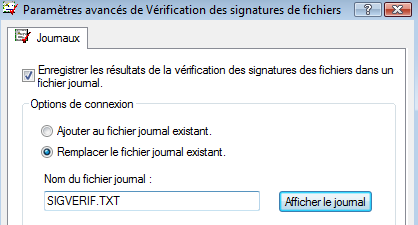 Paramètres avancés de Vérification des signatures de fichiers
Journaux
Enregistrer les résultats de la vérification des signatures des fichiers dans un
fichier journal.
Options de connexion
Ajouter au fichier journal existant.
Remplacer le fichier journal existant.
Nom du fichier journal :
SIGVERIF.TXT
Afficher le journal